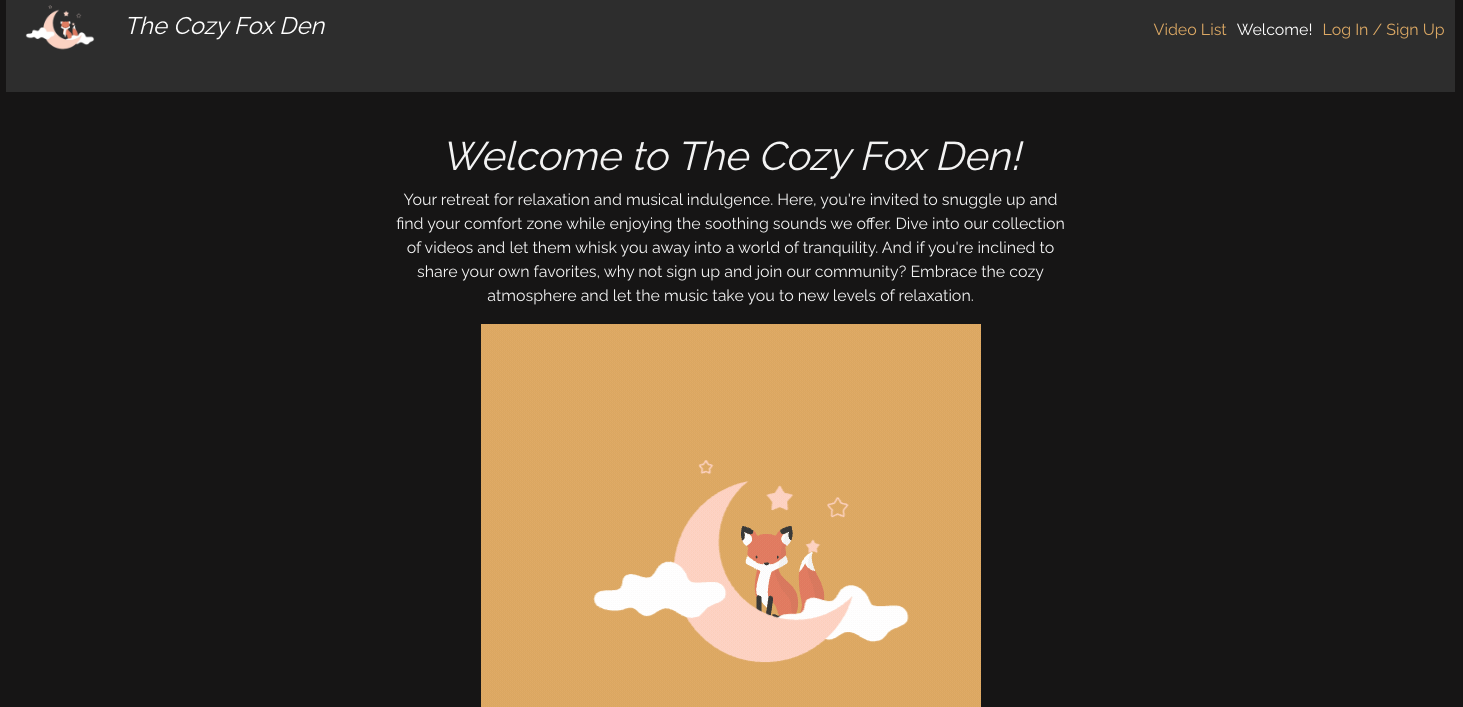 The Cozy Fox Den
Video List Welcome! Log In / Sign Up
Welcome to The Cozy Fox Den!
Your retreat for relaxation and musical indulgence. Here, you're invited to snuggle up and
find your comfort zone while enjoying the soothing sounds we offer. Dive into our collection
of videos and let them whisk you away into a world of tranquility. And if you're inclined to
share your own favorites, why not sign up and join our community? Embrace the cozy
atmosphere and let the music take you to new levels of relaxation.